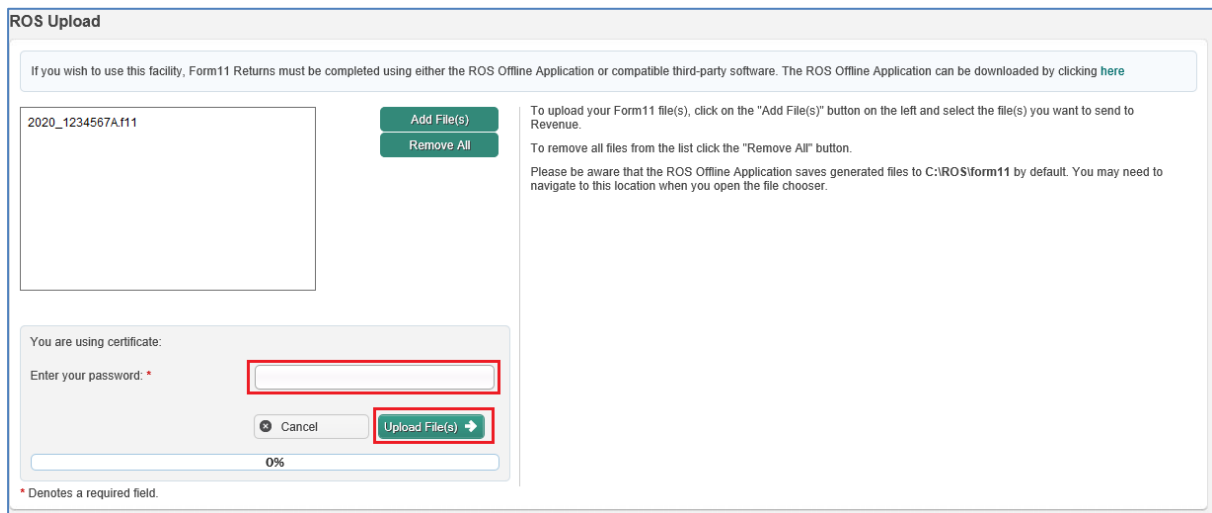 ROS Upload
If you wish to use this facility, Form11 Returns must be completed using either the ROS Offline Application or compatible third-party software. The ROS Offline Application can be downloaded by clicking here
2020_1234567A.f11
Add File(s)
Remove All
To upload your Form11 file(s), click on the "Add File(s)" button on the left and select the file(s) you want to send to
Revenue.
To remove all files from the list click the "Remove All" button.
Please be aware that the ROS Offline Application saves generated files to C:\ROS\form11 by default. You may need to
navigate to this location when you open the file chooser.
You are using certificate:
Enter your password: *
Cancel
Upload File(s)
0%
* Denotes a required field.